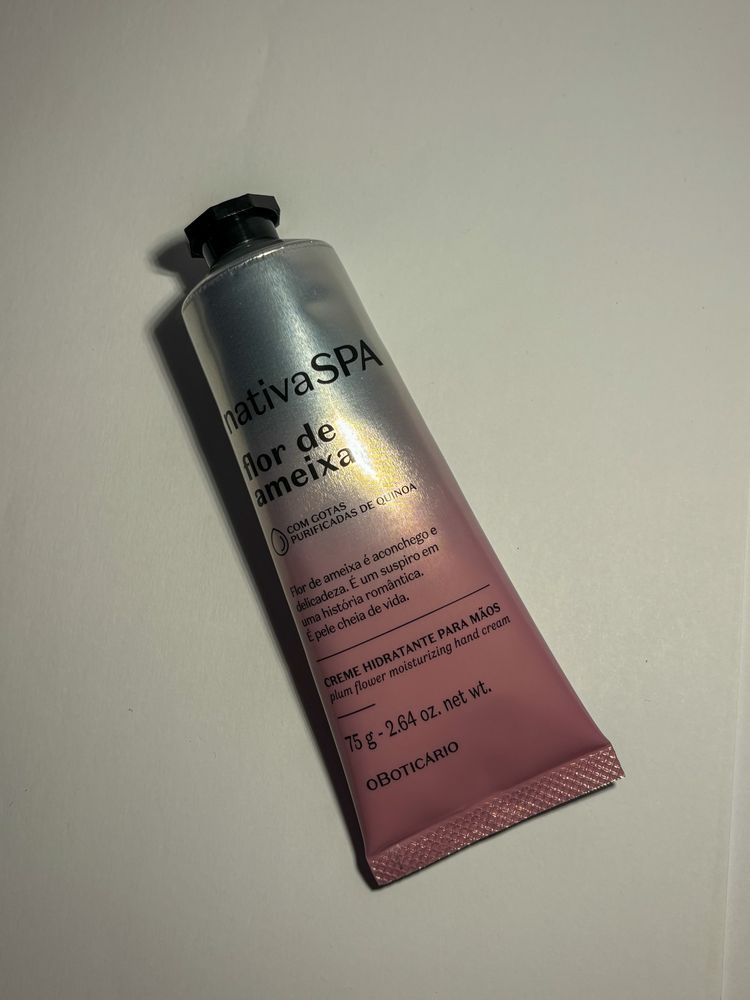 nativaSPA
flor de
ameixa
COM GOTAS
PURIFICADAS DE QUINOA
Flor de ameixa é aconchego e
delicadeza. É um suspiro em
uma história romântica.
É pele cheia de vida.
CREME HIDRATANTE PARA MÃOS
plum flower moisturizing hand cream
75 g - 2.64 oz. net wt.
oBOTICÁRIO